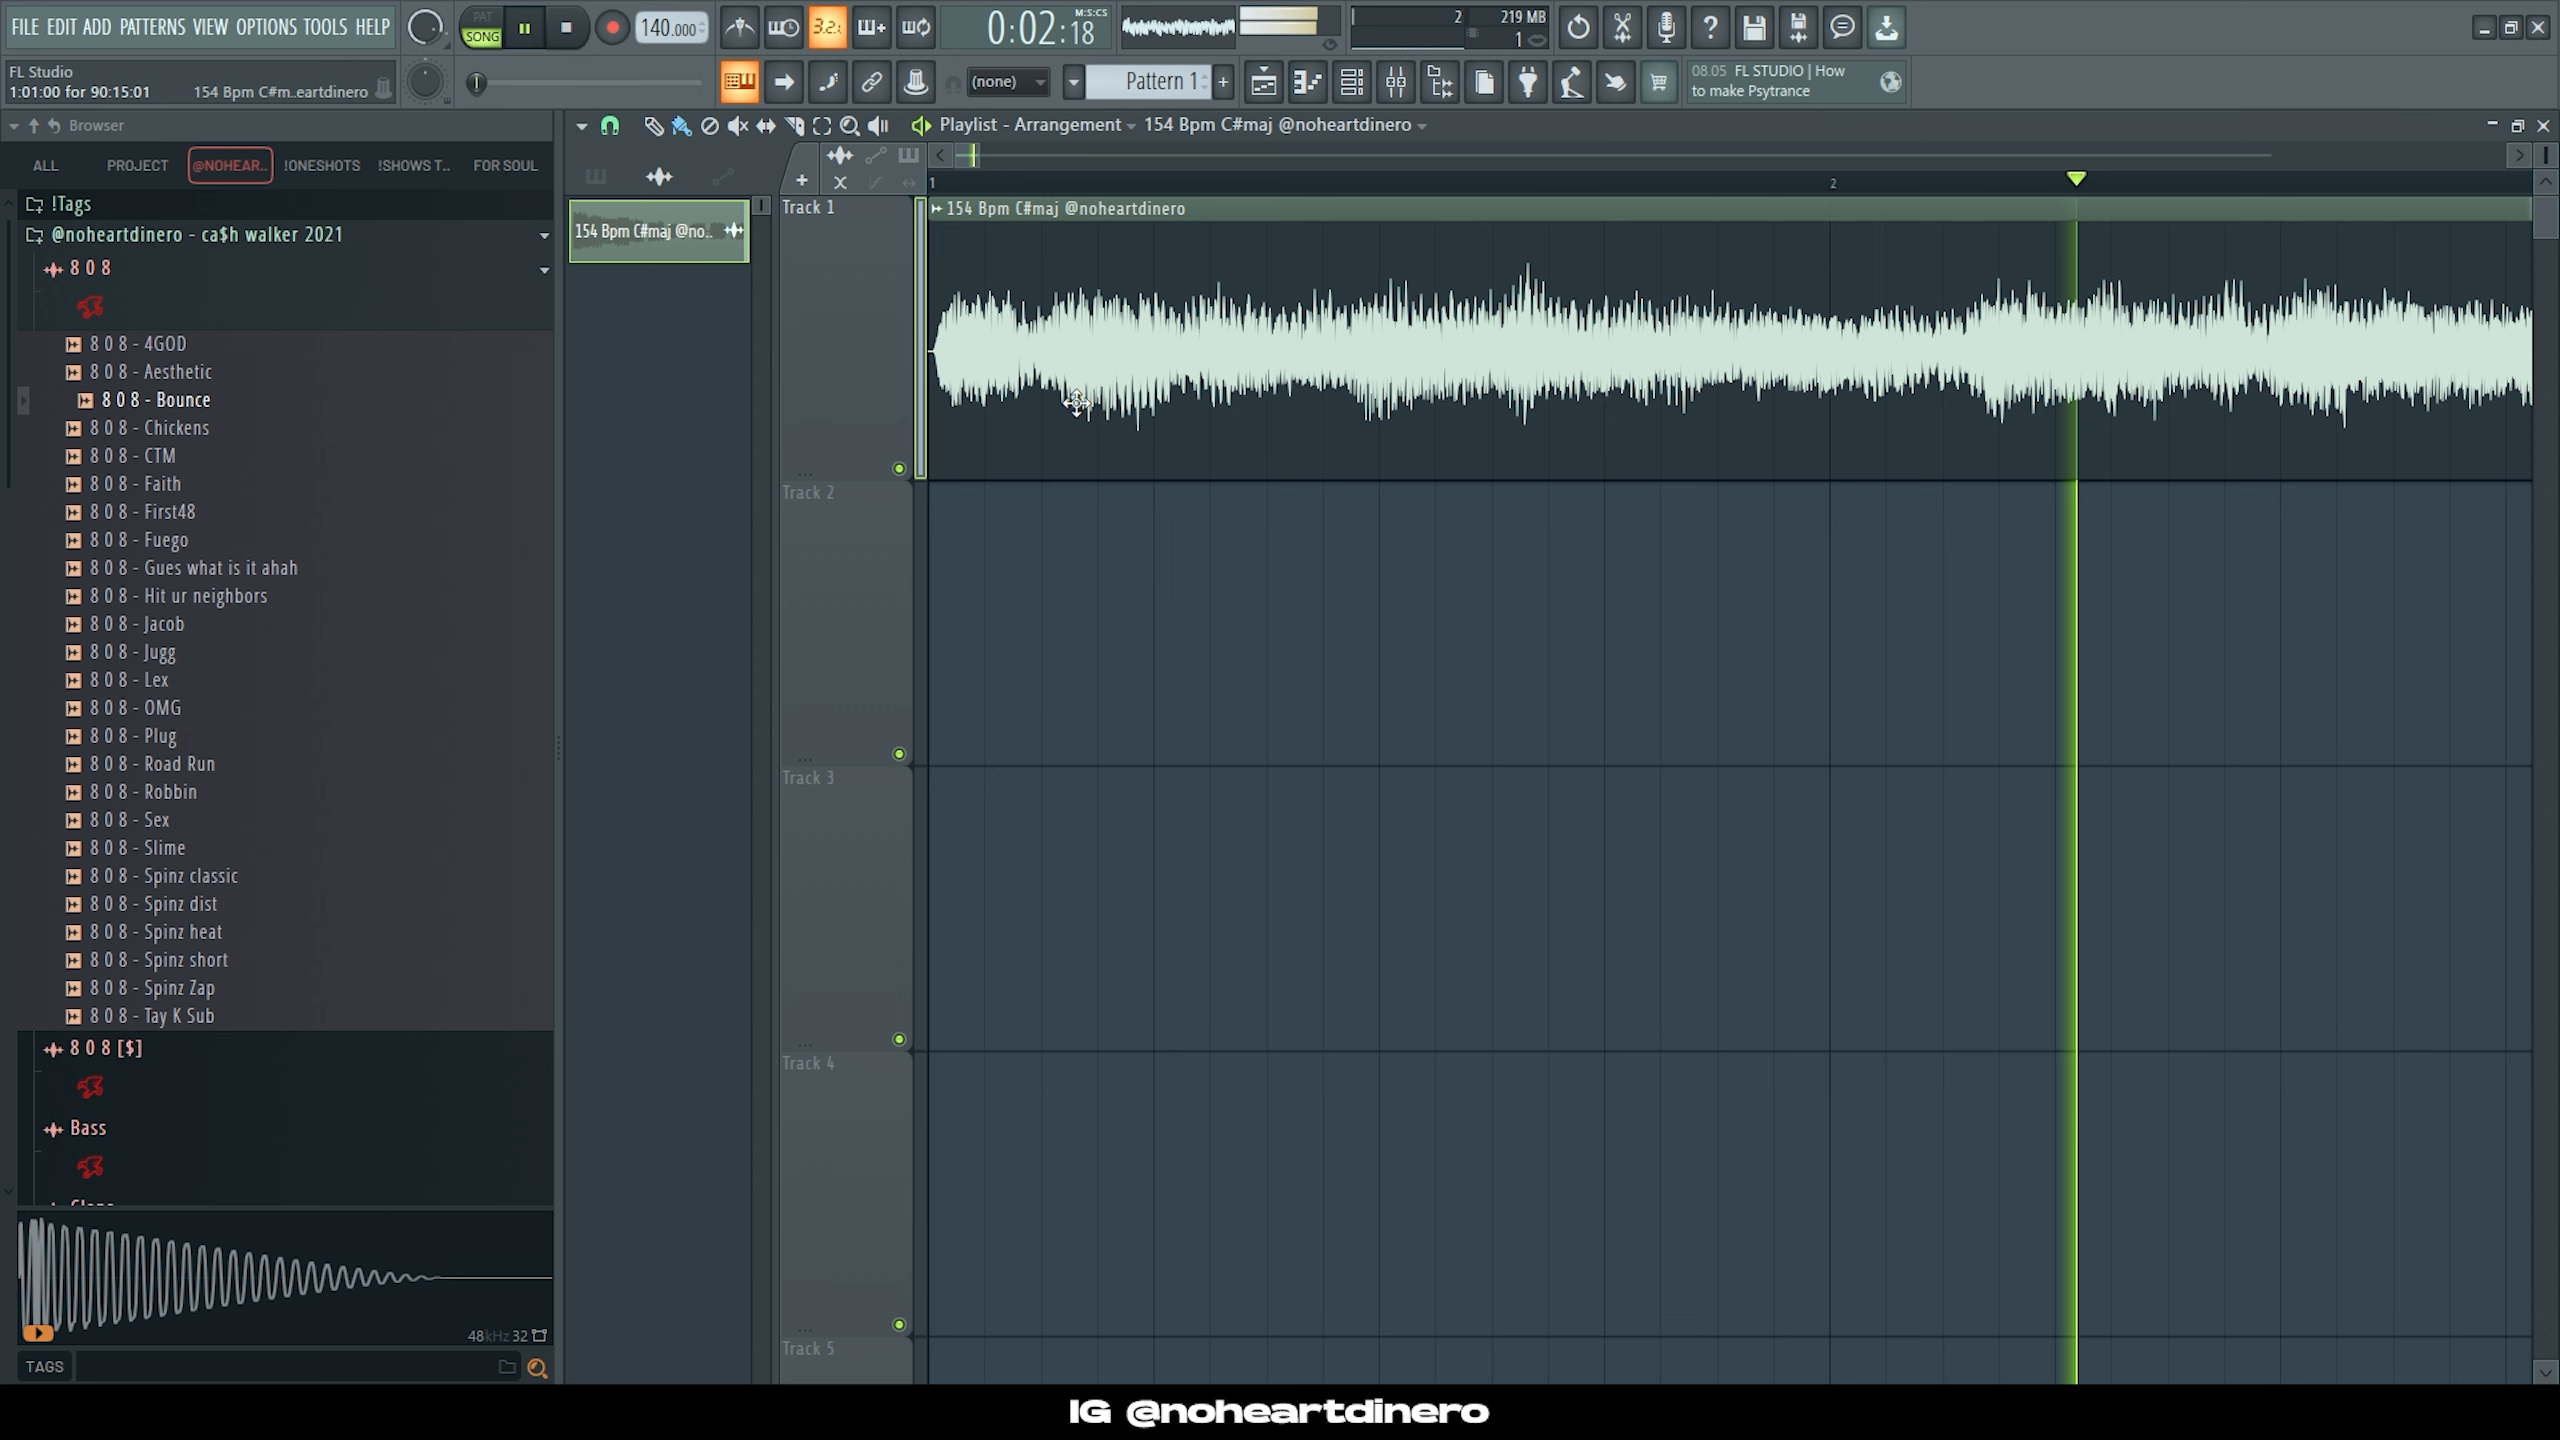 FILE EDIT ADD PATTERNS VIEW OPTIONS TOOLS HELP
PAT
SONG
140.000
3.2.
0:02:18
M:S:CS
2
219 MB
1
FL Studio
1:01:00 for 90:15:01
154 Bpm C#m..eartdinero
(none)
Pattern 1
08.05 FL STUDIO | How
to make Psytrance
Browser
Playlist - Arrangement
154 Bpm C#maj @noheartdinero
ALL
PROJECT
@NOHEAR..
!ONESHOTS
!SHOWS T..
FOR SOUL
1
2
!Tags
@noheartdinero - ca$h walker 2021
8 0 8
8 0 8 - 4GOD
8 0 8 - Aesthetic
8 0 8 - Bounce
8 0 8 - Chickens
8 0 8 - CTM
8 0 8 - Faith
8 0 8 - First48
8 0 8 - Fuego
8 0 8 - Gues what is it ahah
8 0 8 - Hit ur neighbors
8 0 8 - Jacob
8 0 8 - Jugg
8 0 8 - Lex
8 0 8 - OMG
8 0 8 - Plug
8 0 8 - Road Run
8 0 8 - Robbin
8 0 8 - Sex
8 0 8 - Slime
8 0 8 - Spinz classic
8 0 8 - Spinz dist
8 0 8 - Spinz heat
8 0 8 - Spinz short
8 0 8 - Spinz Zap
8 0 8 - Tay K Sub
8 0 8 [$]
Bass
48kHz 32
TAGS
154 Bpm C#maj @no..
Track 1
154 Bpm C#maj @noheartdinero
Track 2
Track 3
Track 4
Track 5
IG @noheartdinero